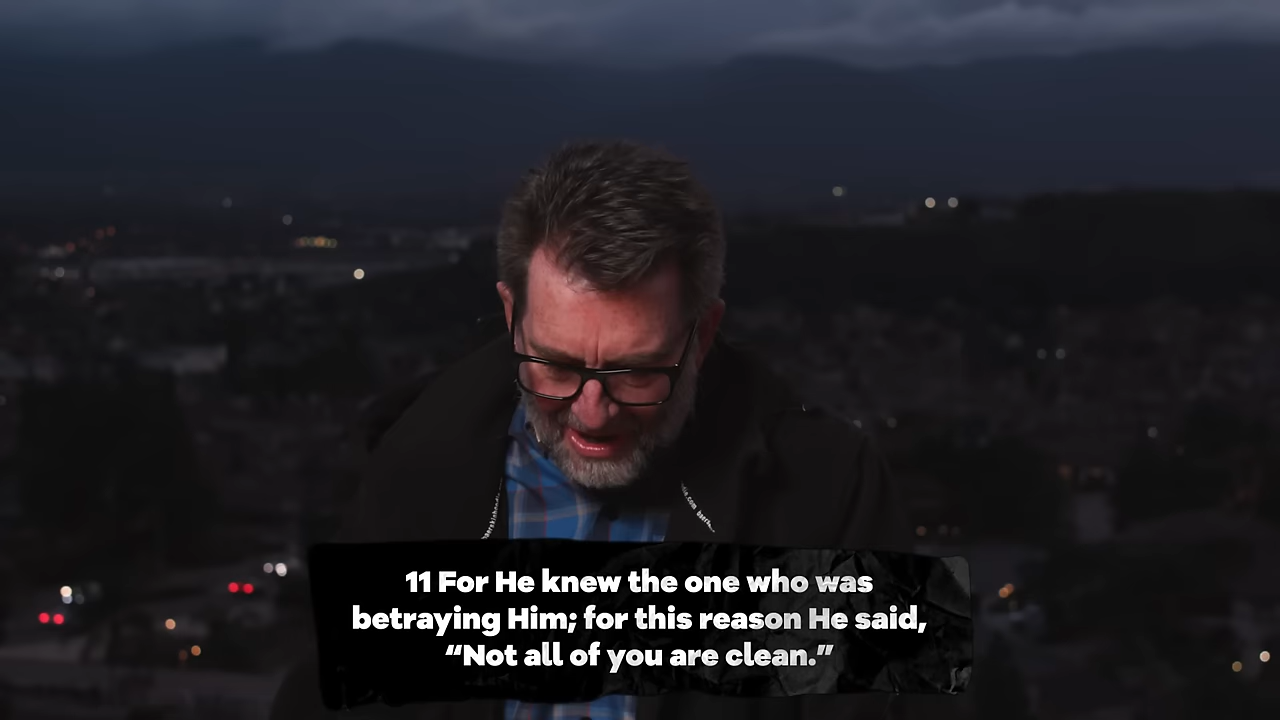 11 For He knew the one who was
betraying Him; for this reason He said,
“Not all of you are clean.”